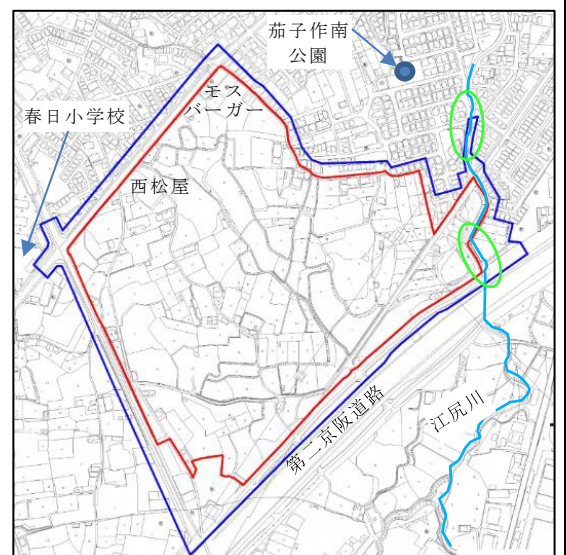 茄子作南
公園
モス
バーガー
春日小学校
西松屋
江尻川
第二京阪道路